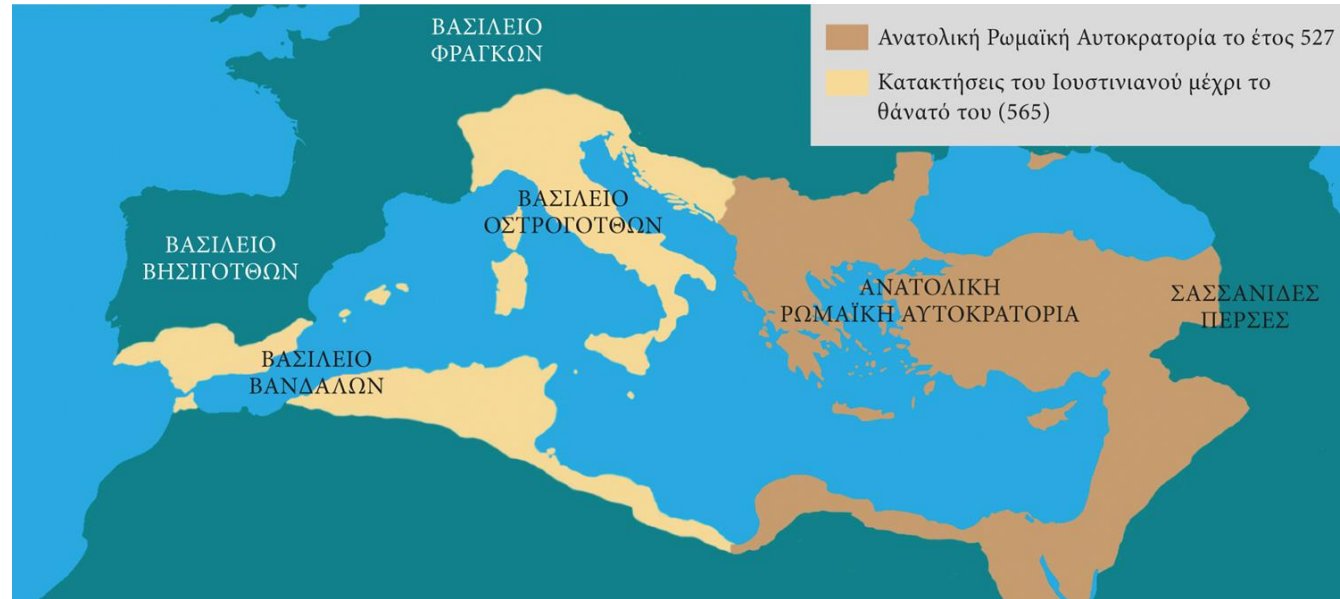 ΒΑΣΙΛΕΙΟ
ΦΡΑΓΚΩΝ
Ανατολική Ρωμαϊκή Αυτοκρατορία το έτος 527
Κατακτήσεις του Ιουστινιανού μέχρι το
θάνατό του (565)
ΒΑΣΙΛΕΙΟ
ΟΣΤΡΟΓΟΤΘΩΝ
ΒΑΣΙΛΕΙΟ
ΒΗΣΙΓΟΤΘΩΝ
ΑΝΑΤΟΛΙΚΗ
ΡΩΜΑΪΚΗ ΑΥΤΟΚΡΑΤΟΡΙΑ
ΣΑΣΣΑΝΙΔΕΣ
ΠΕΡΣΕΣ
ΒΑΣΙΛΕΙΟ
ΒΑΝΔΑΛΩΝ